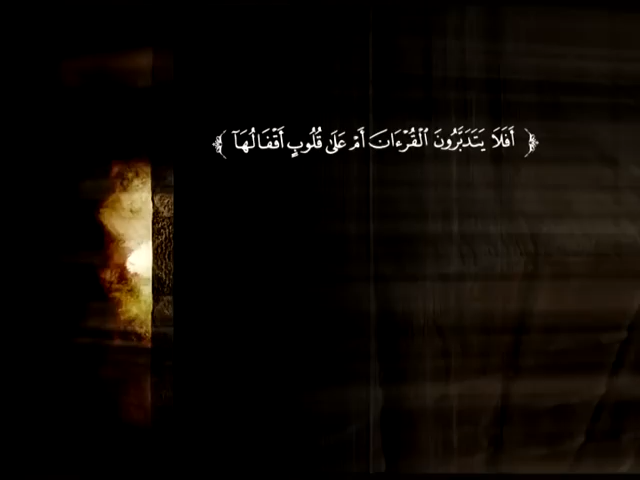 ﴿ أَفَلَا يَتَدَبَّرُونَ ٱلْقُرْءَانَ أَمْ عَلَىٰ قُلُوبٍ أَقْفَالُهَآ ﴾